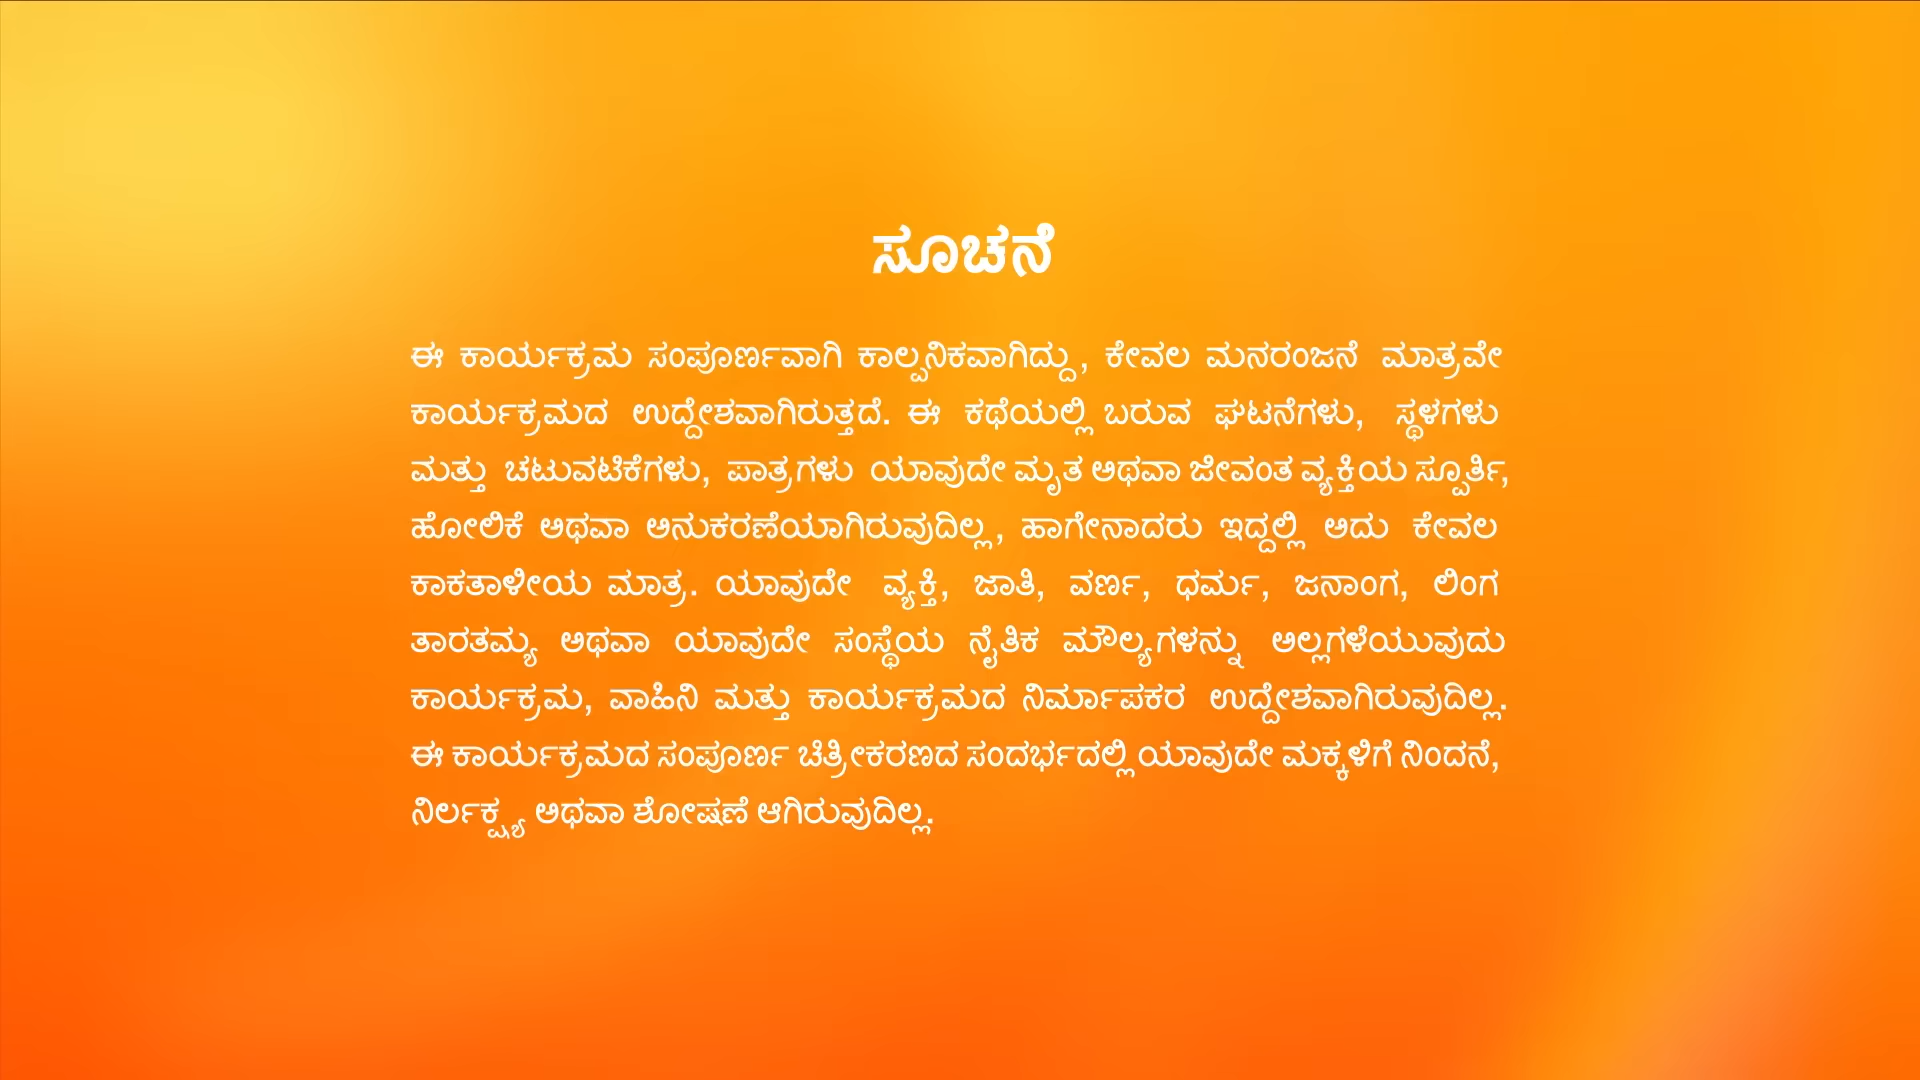 ಸೂಚನೆ
ಈ ಕಾರ್ಯಕ್ರಮ ಸಂಪೂರ್ಣವಾಗಿ ಕಾಲ್ಪನಿಕವಾಗಿದ್ದು, ಕೇವಲ ಮನರಂಜನೆ ಮಾತ್ರವೇ
ಕಾರ್ಯಕ್ರಮದ ಉದ್ದೇಶವಾಗಿರುತ್ತದೆ. ಈ ಕಥೆಯಲ್ಲಿ ಬರುವ ಘಟನೆಗಳು, ಸ್ಥಳಗಳು
ಮತ್ತು ಚಟುವಟಿಕೆಗಳು, ಪಾತ್ರಗಳು ಯಾವುದೇ ಮೃತ ಅಥವಾ ಜೀವಂತ ವ್ಯಕ್ತಿಯ ಸ್ಪೂರ್ತಿ,
ಹೋಲಿಕೆ ಅಥವಾ ಅನುಕರಣೆಯಾಗಿರುವುದಿಲ್ಲ, ಹಾಗೇನಾದರು ಇದ್ದಲ್ಲಿ ಅದು ಕೇವಲ
ಕಾಕತಾಳೀಯ ಮಾತ್ರ. ಯಾವುದೇ ವ್ಯಕ್ತಿ, ಜಾತಿ, ವರ್ಣ, ಧರ್ಮ, ಜನಾಂಗ, ಲಿಂಗ
ತಾರತಮ್ಯ ಅಥವಾ ಯಾವುದೇ ಸಂಸ್ಥೆಯ ನೈತಿಕ ಮೌಲ್ಯಗಳನ್ನು ಅಲ್ಲಗಳೆಯುವುದು
ಕಾರ್ಯಕ್ರಮ, ವಾಹಿನಿ ಮತ್ತು ಕಾರ್ಯಕ್ರಮದ ನಿರ್ಮಾಪಕರ ಉದ್ದೇಶವಾಗಿರುವುದಿಲ್ಲ.
ಈ ಕಾರ್ಯಕ್ರಮದ ಸಂಪೂರ್ಣ ಚಿತ್ರೀಕರಣದ ಸಂದರ್ಭದಲ್ಲಿ ಯಾವುದೇ ಮಕ್ಕಳಿಗೆ ನಿಂದನೆ,
ನಿರ್ಲಕ್ಷ್ಯ ಅಥವಾ ಶೋಷಣೆ ಆಗಿರುವುದಿಲ್ಲ.